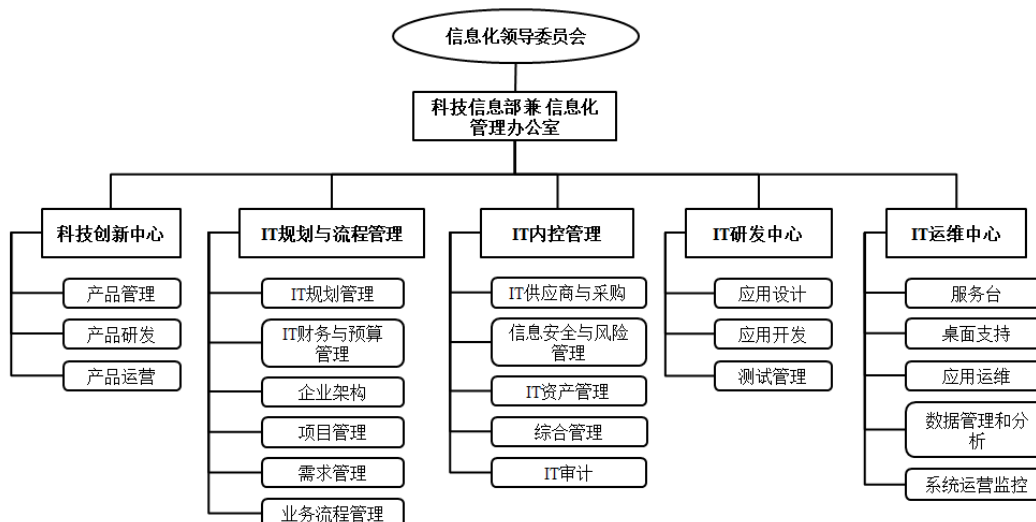 信息化领导委员会
科技信息部兼 信息化
管理办公室
科技创新中心
产品管理
产品研发
产品运营
IT规划与流程管理
IT规划管理
IT财务与预算
管理
企业架构
项目管理
需求管理
业务流程管理
IT内控管理
IT供应商与采购
信息安全与风险
管理
IT资产管理
综合管理
IT审计
IT研发中心
应用设计
应用开发
测试管理
IT运维中心
服务台
桌面支持
应用运维
数据管理和分
析
系统运营监控